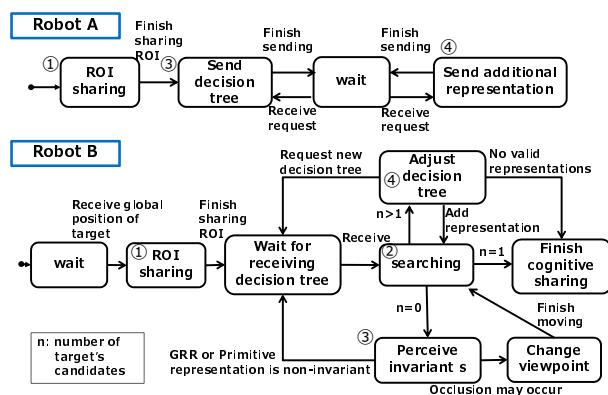 Robot A
Finish
sharing
ROI
①
ROI
sharing
③
Send
decision
tree
Finish
sending
Receive
request
wait
Finish
sending
Receive
request
④
Send additional
representation
Robot B
Receive global
position of
target
wait
①
ROI
sharing
Finish
sharing
ROI
Request new
decision tree
Wait for
receiving
decision tree
Receive
④
Adjust
decision
tree
No valid
representations
n>1
Add
representation
②
searching
n=1
Finish
cognitive
sharing
n=0
Finish
moving
③
Perceive
invariant s
Change
viewpoint
GRR or Primitive
representation is non-invariant
Occlusion may occur
n: number of
target's
candidates